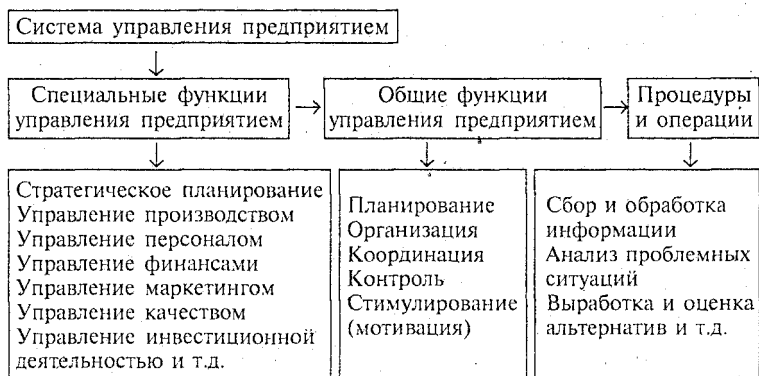 Система управления предприятием
Специальные функции
управления предприятием
Общие функции
управления предприятием
Процедуры
и операции
Стратегическое планирование
Управление производством
Управление персоналом
Управление финансами
Управление маркетингом
Управление качеством
Управление инвестиционной
деятельностью и т.д.
Планирование
Организация
Координация
Контроль
Стимулирование
(мотивация)
Сбор и обработка
информации
Анализ проблемных
ситуаций
Выработка и оценка
альтернатив и т.д.